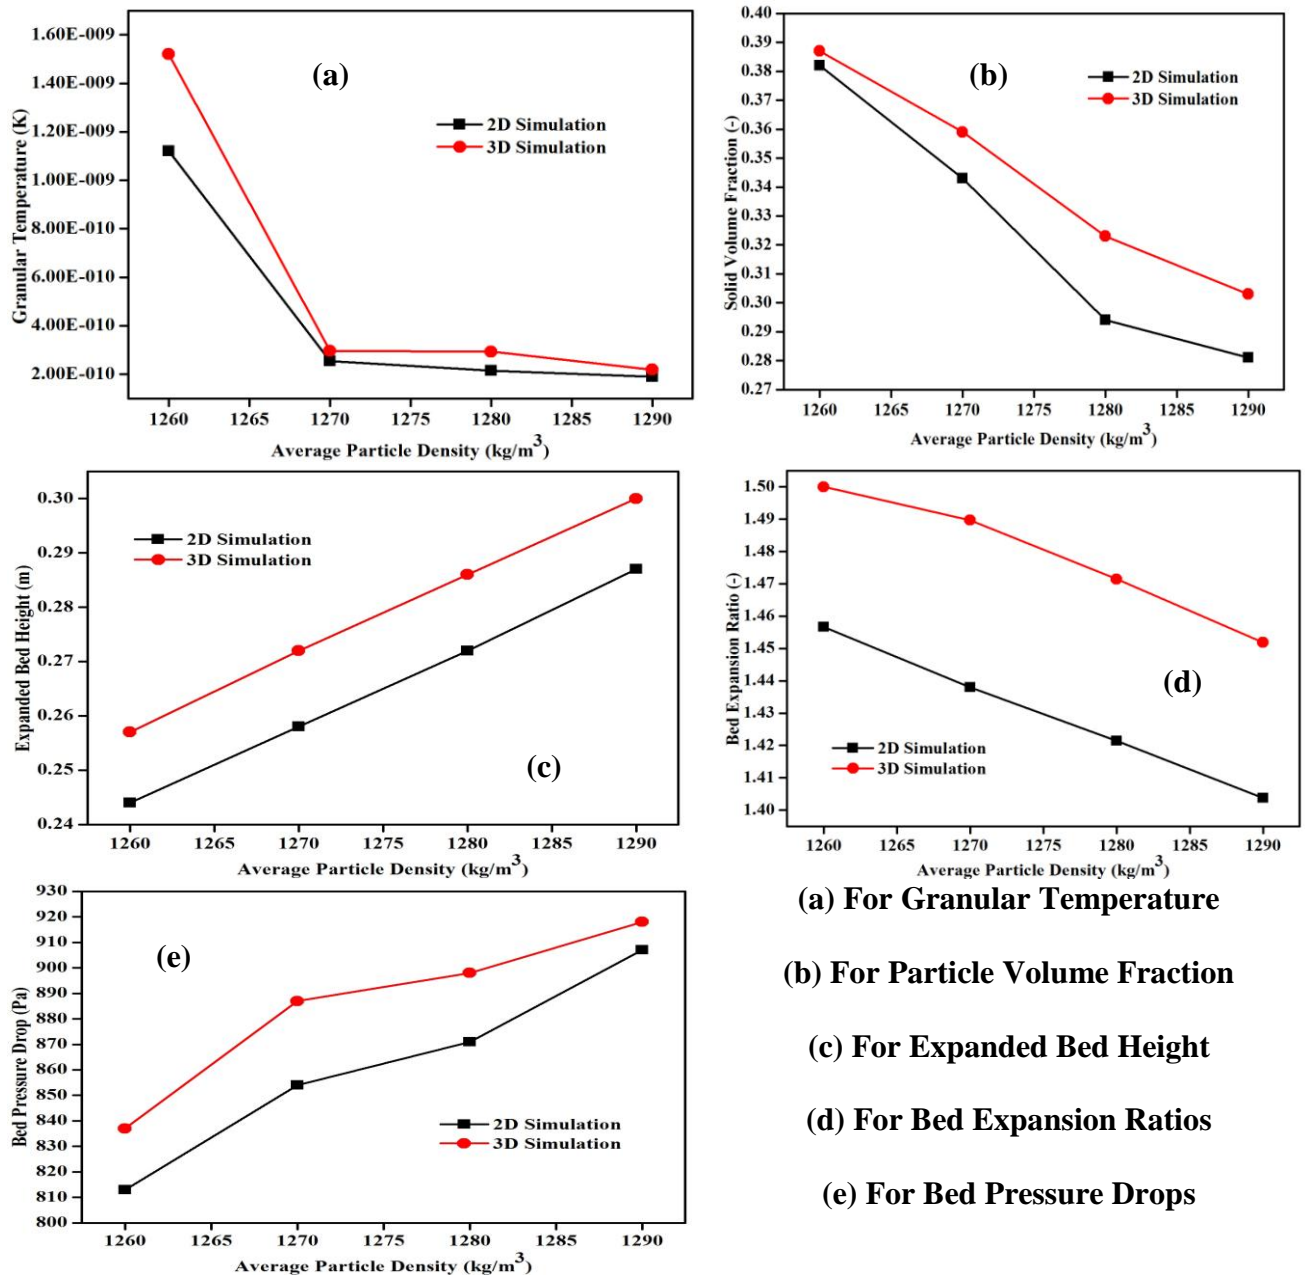 1.60E-009
1.40E-009
1.20E-009
1.00E-009
8.00E-010
6.00E-010
4.00E-010
2.00E-010
Granular Temperature (K)
(a)
2D Simulation
3D Simulation
1260 1265 1270 1275 1280 1285 1290
Average Particle Density (kg/m³)
0.40
0.39
0.38
0.37
0.36
0.35
0.34
0.33
0.32
0.31
0.30
0.29
0.28
0.27
Solid Volume Fraction (-)
(b)
2D Simulation
3D Simulation
1260 1265 1270 1275 1280 1285 1290
Average Particle Density (kg/m³)
0.30
0.29
0.28
0.27
0.26
0.25
0.24
Expanded Bed Height (m)
2D Simulation
3D Simulation
(c)
1260 1265 1270 1275 1280 1285 1290
Average Particle Density (kg/m³)
1.50
1.49
1.48
1.47
1.46
1.45
1.44
1.43
1.42
1.41
1.40
Bed Expansion Ratio (-)
(d)
2D Simulation
3D Simulation
1260 1265 1270 1275 1280 1285 1290
Average Particle Density (kg/m³)
930
920
910
900
890
880
870
860
850
840
830
820
810
800
Bed Pressure Drop (Pa)
(e)
2D Simulation
3D Simulation
1260 1265 1270 1275 1280 1285 1290
Average Particle Density (kg/m³)
(a) For Granular Temperature
(b) For Particle Volume Fraction
(c) For Expanded Bed Height
(d) For Bed Expansion Ratios
(e) For Bed Pressure Drops